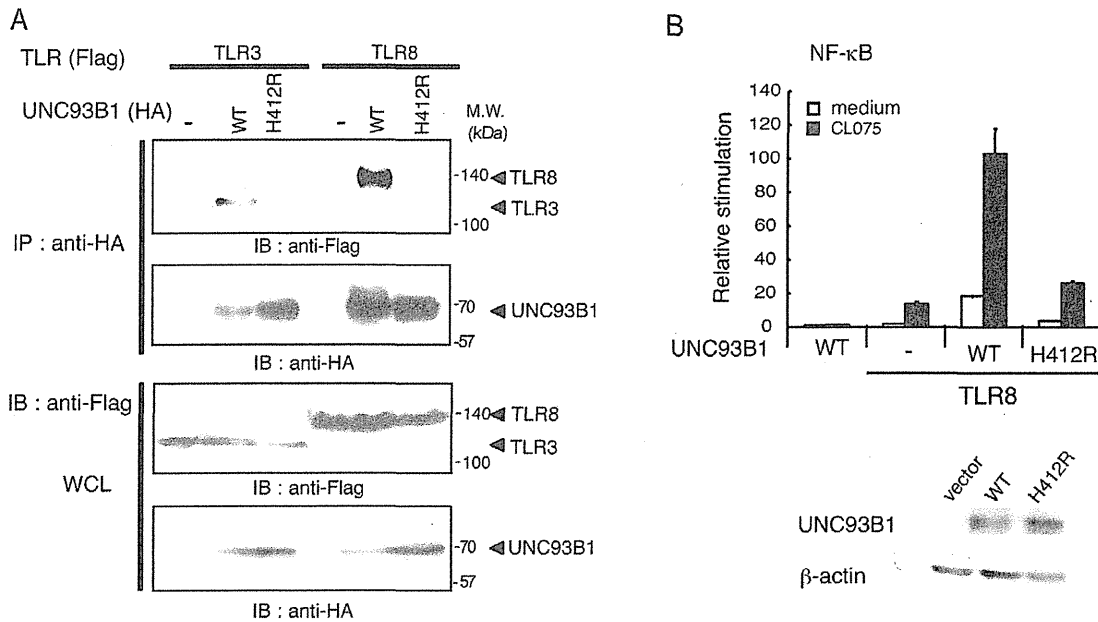 A
TLR (Flag)
TLR3
TLR8
UNC93B1 (HA)
-
WT
H412R
-
WT
H412R
M.W.
(kDa)
IP : anti-HA
-140
TLR8
TLR3
-100
IB : anti-Flag
-70
UNC93B1
-57
IB : anti-HA
IB : anti-Flag
WCL
-140
TLR8
TLR3
-100
IB : anti-Flag
-70
UNC93B1
-57
IB : anti-HA
B
NF-κB
Relative stimulation
140
120
100
80
60
40
20
0
medium
CL075
UNC93B1
WT
-
WT
H412R
TLR8
vector
WT
H412R
UNC93B1
β-actin